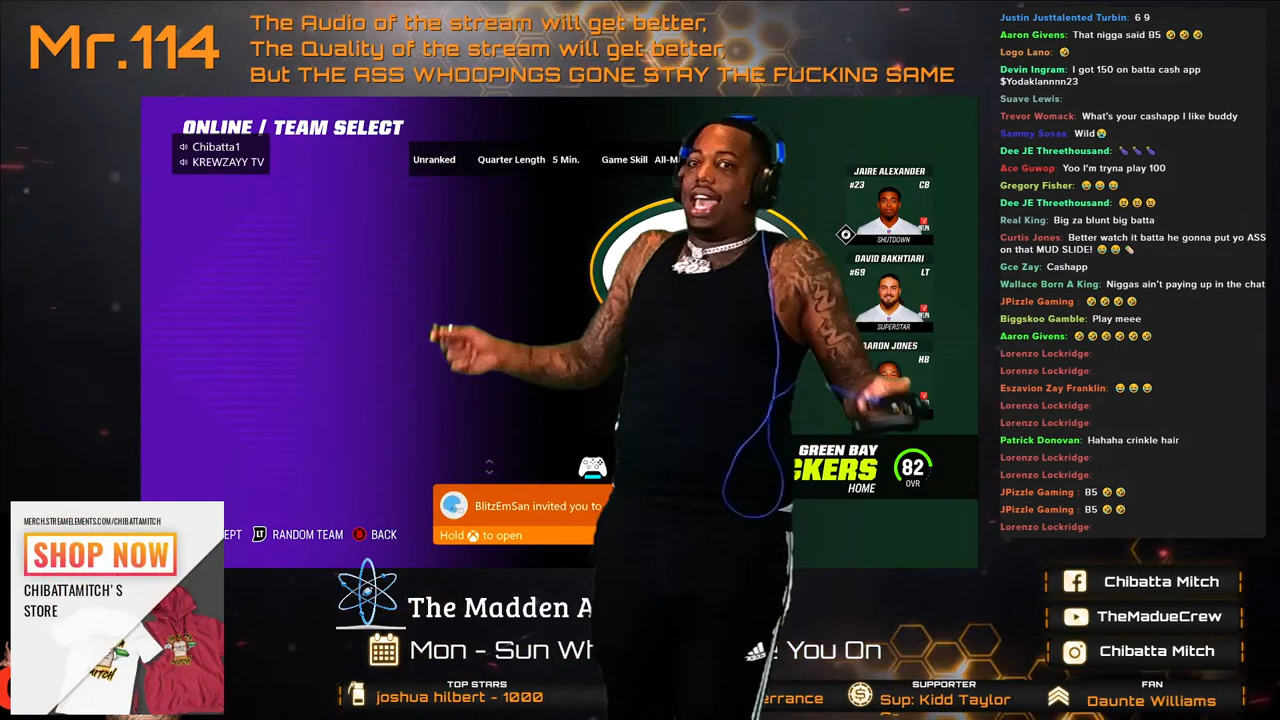 Mr.114
The Audio of the stream will get better,
The Quality of the stream will get better,
But THE ASS WHOOPINGS GONE STAY THE FUCKING SAME
ONLINE / TEAM SELECT
Chibatta1
KREWZAYY TV
Unranked Quarter Length 5 Min. Game Skill All-M
JAIRE ALEXANDER
#23 CB
SHUTDOWN
DAVID BAKHTIARI
#69 LT
SUPERSTAR
AARON JONES
HB
GREEN BAY
CKERS
HOME
82
OVR
BlitzEmSan invited you to
Hold to open
EPT LT RANDOM TEAM B BACK
MERCH.STREAMELEMENTS.COM/CHIBATTAMITCH
SHOP NOW
CHIBATTAMITCH'S
STORE
The Madden A
Mon - Sun Wh e You On
TOP STARS
joshua hilbert - 1000
errance
SUPPORTER
Sup: Kidd Taylor
FAN
Daunte Williams
Chibatta Mitch
TheMadueCrew
Chibatta Mitch
Justin Justtalented Turbin: 6 9
Aaron Givens: That nigga said B5 🤣 🤣 🤣
Logo Lano: 🤣
Devin Ingram: I got 150 on batta cash app
$Yodaklannnn23
Suave Lewis:
Trevor Womack: What's your cashapp I like buddy
Sammy Sosaa: Wild😭
Dee JE Threethousand: 🍆 🍆 🍆
Ace Guwop: Yoo I'm tryna play 100
Gregory Fisher: 😂 😂 😂
Dee JE Threethousand: 😆 😆 😆
Real King: Big za blunt big batta
Curtis Jones: Better watch it batta he gonna put yo ASS
on that MUD SLIDE! 😂 😂
Gce Zay: Cashapp
Wallace Born A King: Niggas ain't paying up in the chat
JPizzle Gaming : 🤣 🤣 🤣 🤣
Biggskoo Gamble: Play meee
Aaron Givens: 🤣 🤣 🤣 🤣 🤣 🤣
Lorenzo Lockridge:
Lorenzo Lockridge:
Eszavion Zay Franklin: 😂 😂 😂
Lorenzo Lockridge:
Lorenzo Lockridge:
Patrick Donovan: Hahaha crinkle hair
Lorenzo Lockridge:
Lorenzo Lockridge:
JPizzle Gaming : B5 🤣 🤣
JPizzle Gaming : B5 🤣 🤣
Lorenzo Lockridge: